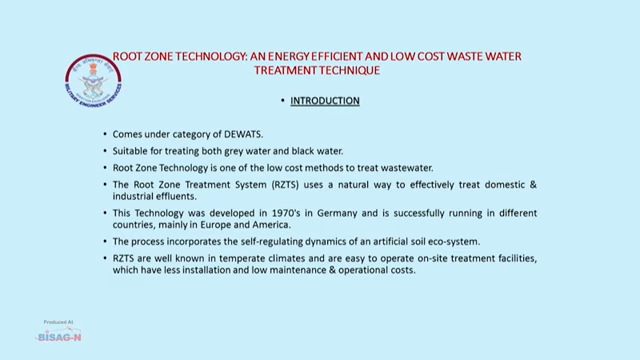 ROOT ZONE TECHNOLOGY: AN ENERGY EFFICIENT AND LOW COST WASTE WATER
TREATMENT TECHNIQUE
MILITARY ENGINEER SERVICES
• INTRODUCTION
• Comes under category of DEWATS.
• Suitable for treating both grey water and black water.
• Root Zone Technology is one of the low cost methods to treat wastewater.
• The Root Zone Treatment System (RZTS) uses a natural way to effectively treat domestic &
industrial effluents.
• This Technology was developed in 1970's in Germany and is successfully running in different
countries, mainly in Europe and America.
• The process incorporates the self-regulating dynamics of an artificial soil eco-system.
• RZTS are well known in temperate climates and are easy to operate on-site treatment facilities,
which have less installation and low maintenance & operational costs.
Produced At
BISAG-N